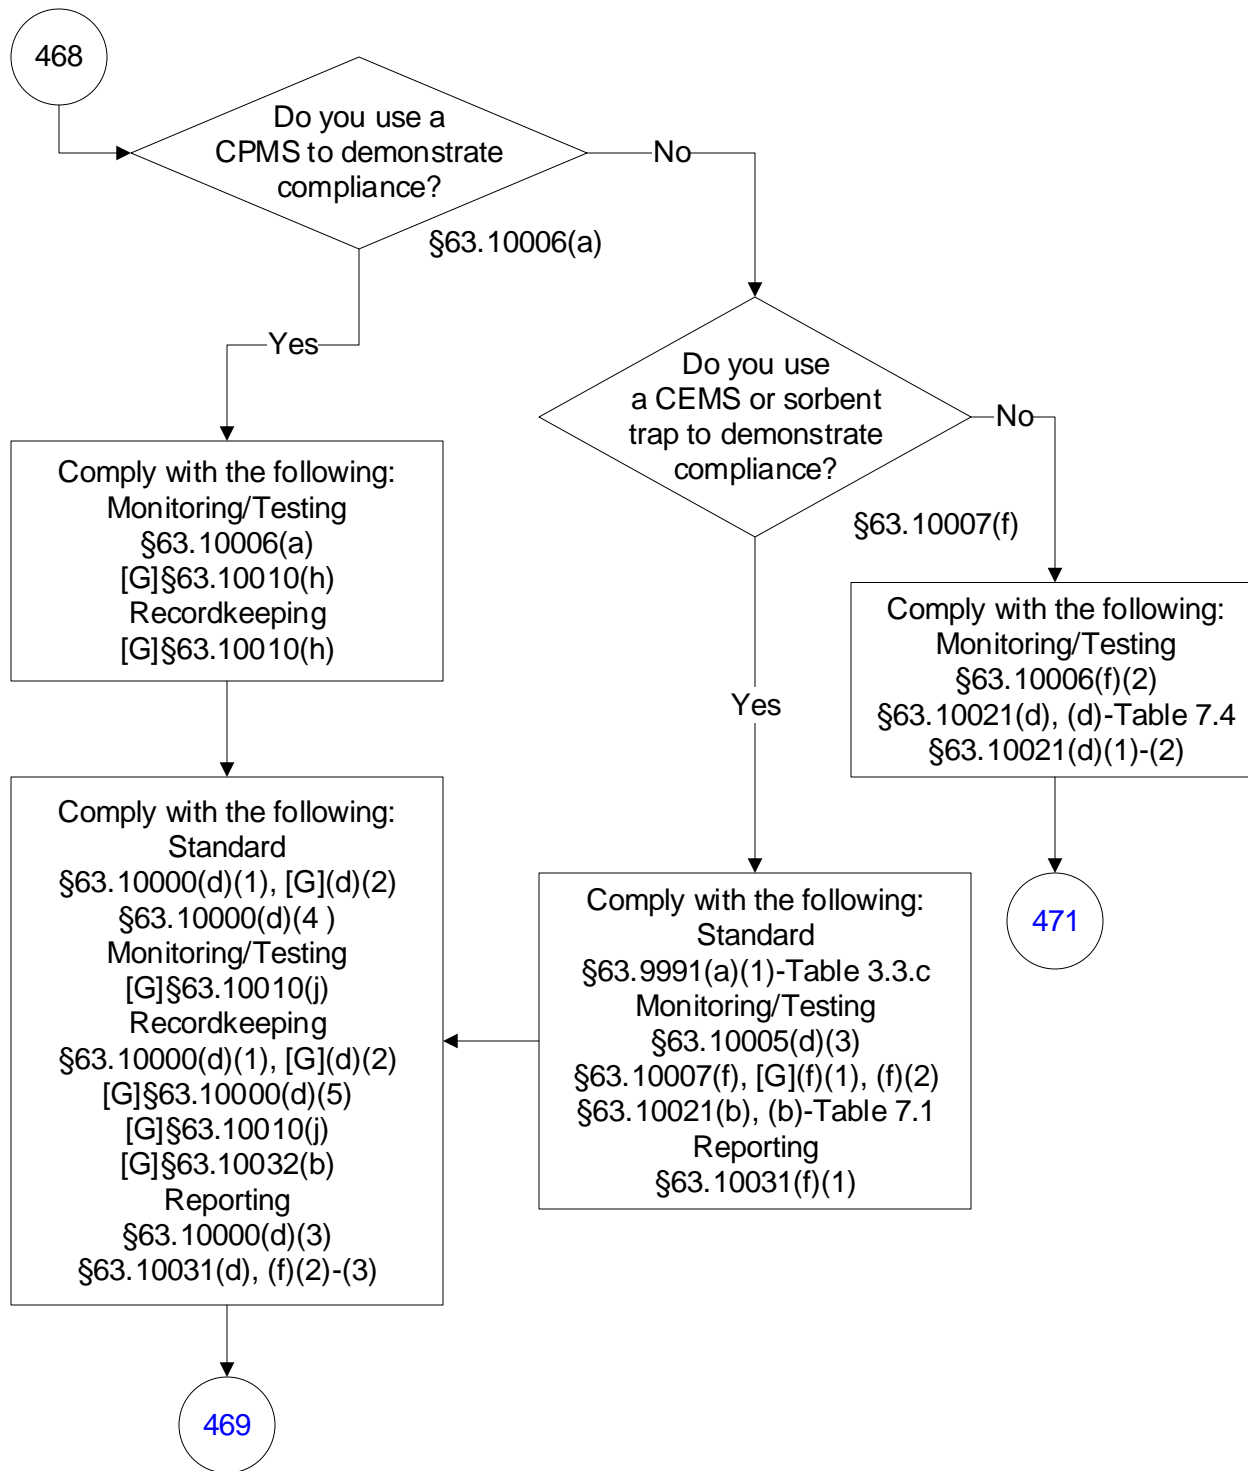 468
Do you use a
CPMS to demonstrate
compliance?
No
§63.10006(a)
Yes
Do you use
a CEMS or sorbent
trap to demonstrate
compliance?
No
§63.10007(f)
Yes
Comply with the following:
Monitoring/Testing
§63.10006(a)
[G]§63.10010(h)
Recordkeeping
[G]§63.10010(h)
Comply with the following:
Monitoring/Testing
§63.10006(f)(2)
§63.10021(d), (d)-Table 7.4
§63.10021(d)(1)-(2)
Comply with the following:
Standard
§63.10000(d)(1), [G](d)(2)
§63.10000(d)(4 )
Monitoring/Testing
[G]§63.10010(j)
Recordkeeping
§63.10000(d)(1), [G](d)(2)
[G]§63.10000(d)(5)
[G]§63.10010(j)
[G]§63.10032(b)
Reporting
§63.10000(d)(3)
§63.10031(d), (f)(2)-(3)
Comply with the following:
Standard
§63.9991(a)(1)-Table 3.3.c
Monitoring/Testing
§63.10005(d)(3)
§63.10007(f), [G](f)(1), (f)(2)
§63.10021(b), (b)-Table 7.1
Reporting
§63.10031(f)(1)
471
469